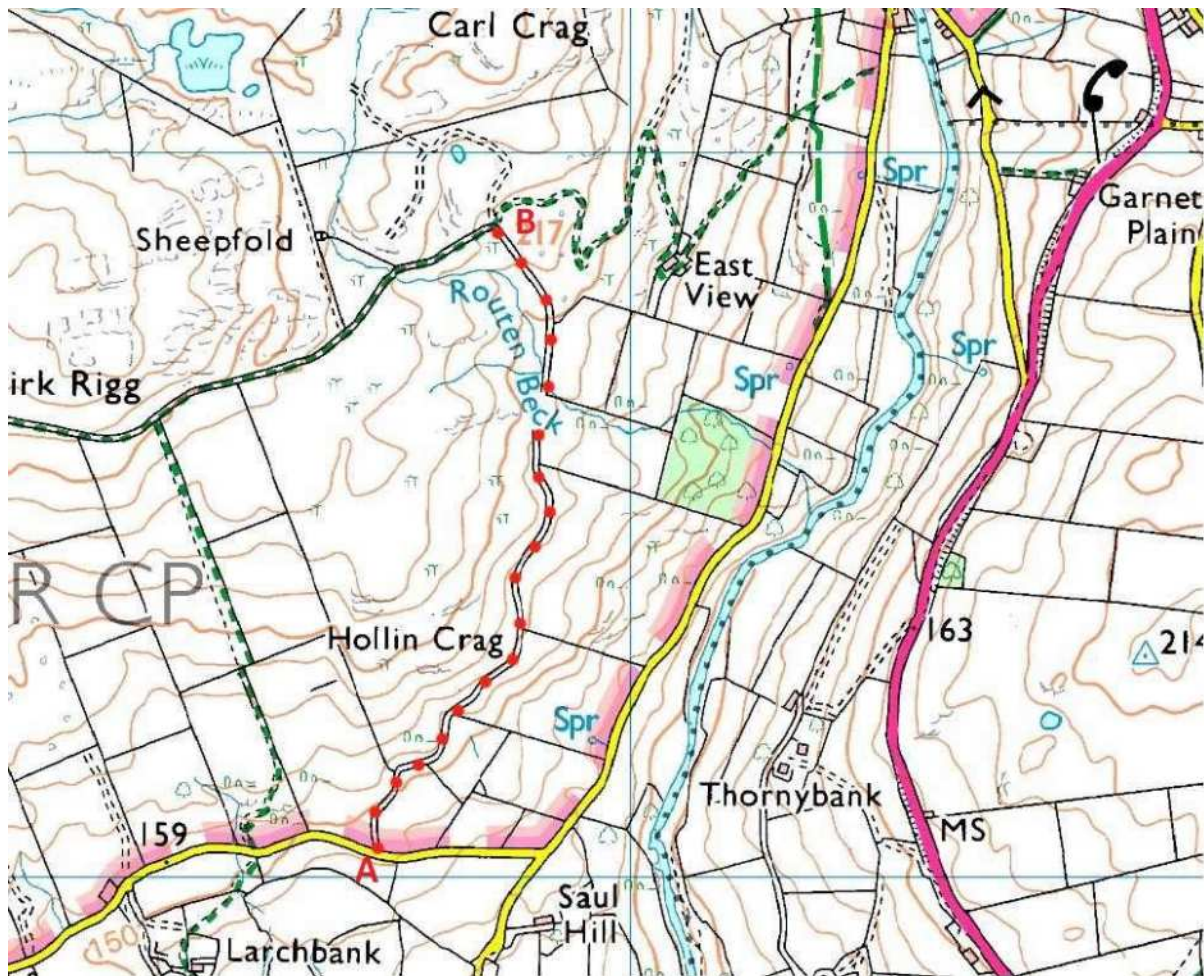 Carl Crag
Spr
Garnet
Plain
Sheepfold
B
217
East
View
Routen
Beck
Spr
Spr
irk Rigg
R CP
Hollin Crag
163
21
Spr
Thornybank
159
MS
A
Saul
Hill
150
Larchbank